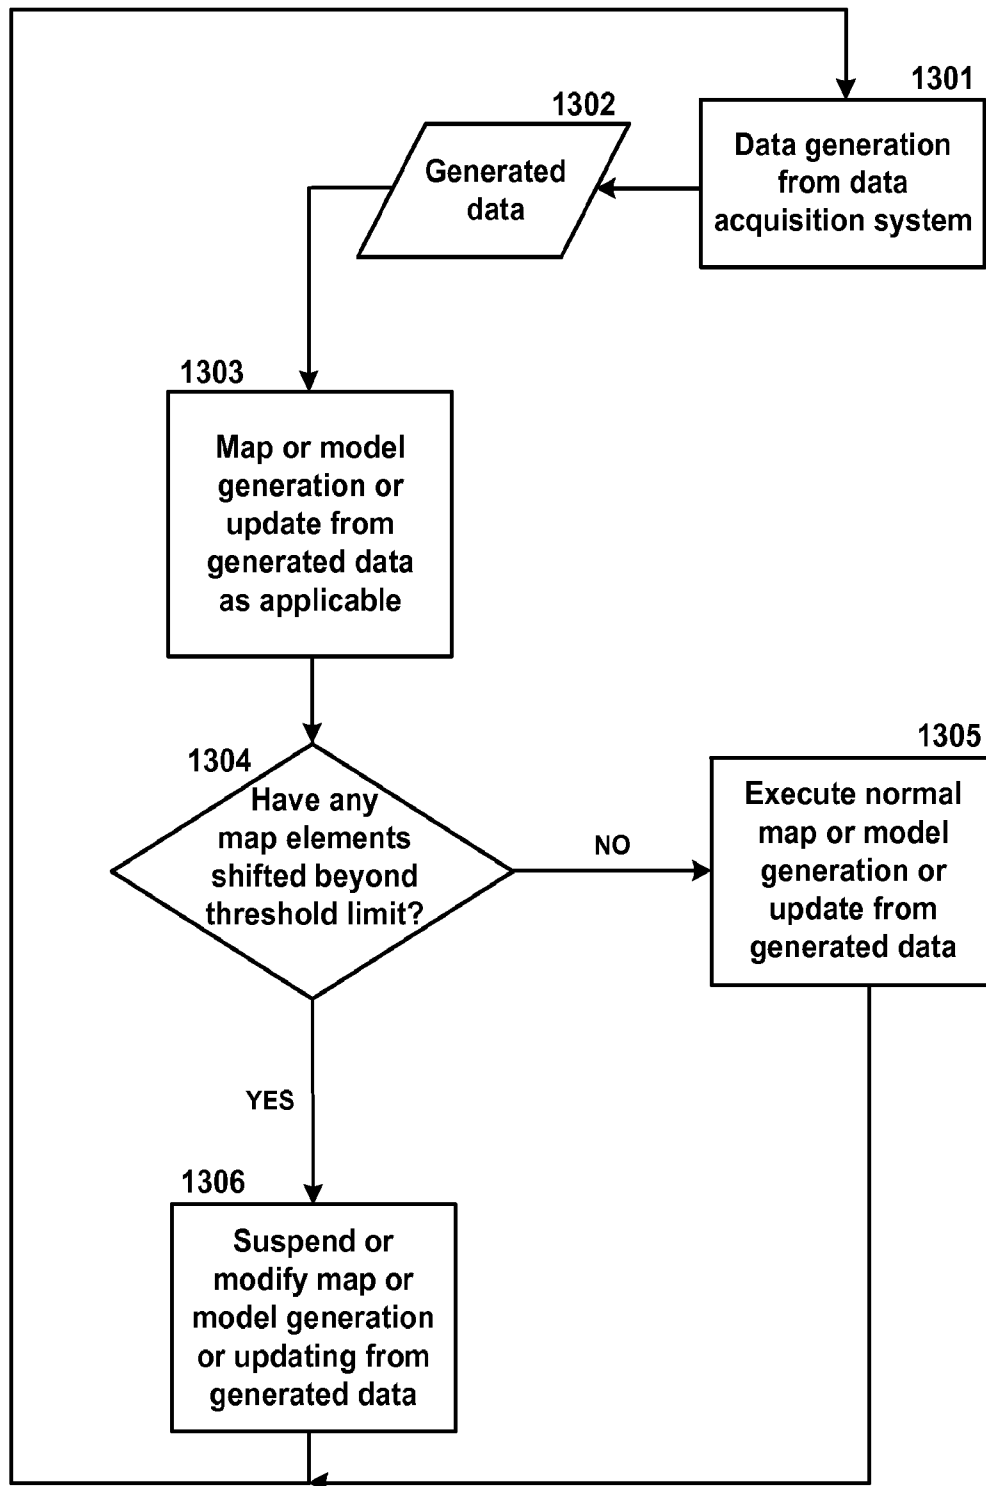 1301
Data generation
from data
acquisition system
1302
Generated
data
1303
Map or model
generation or
update from
generated data
as applicable
1304
Have any
map elements
shifted beyond
threshold limit?
NO
1305
Execute normal
map or model
generation or
update from
generated data
YES
1306
Suspend or
modify map or
model generation
or updating from
generated data